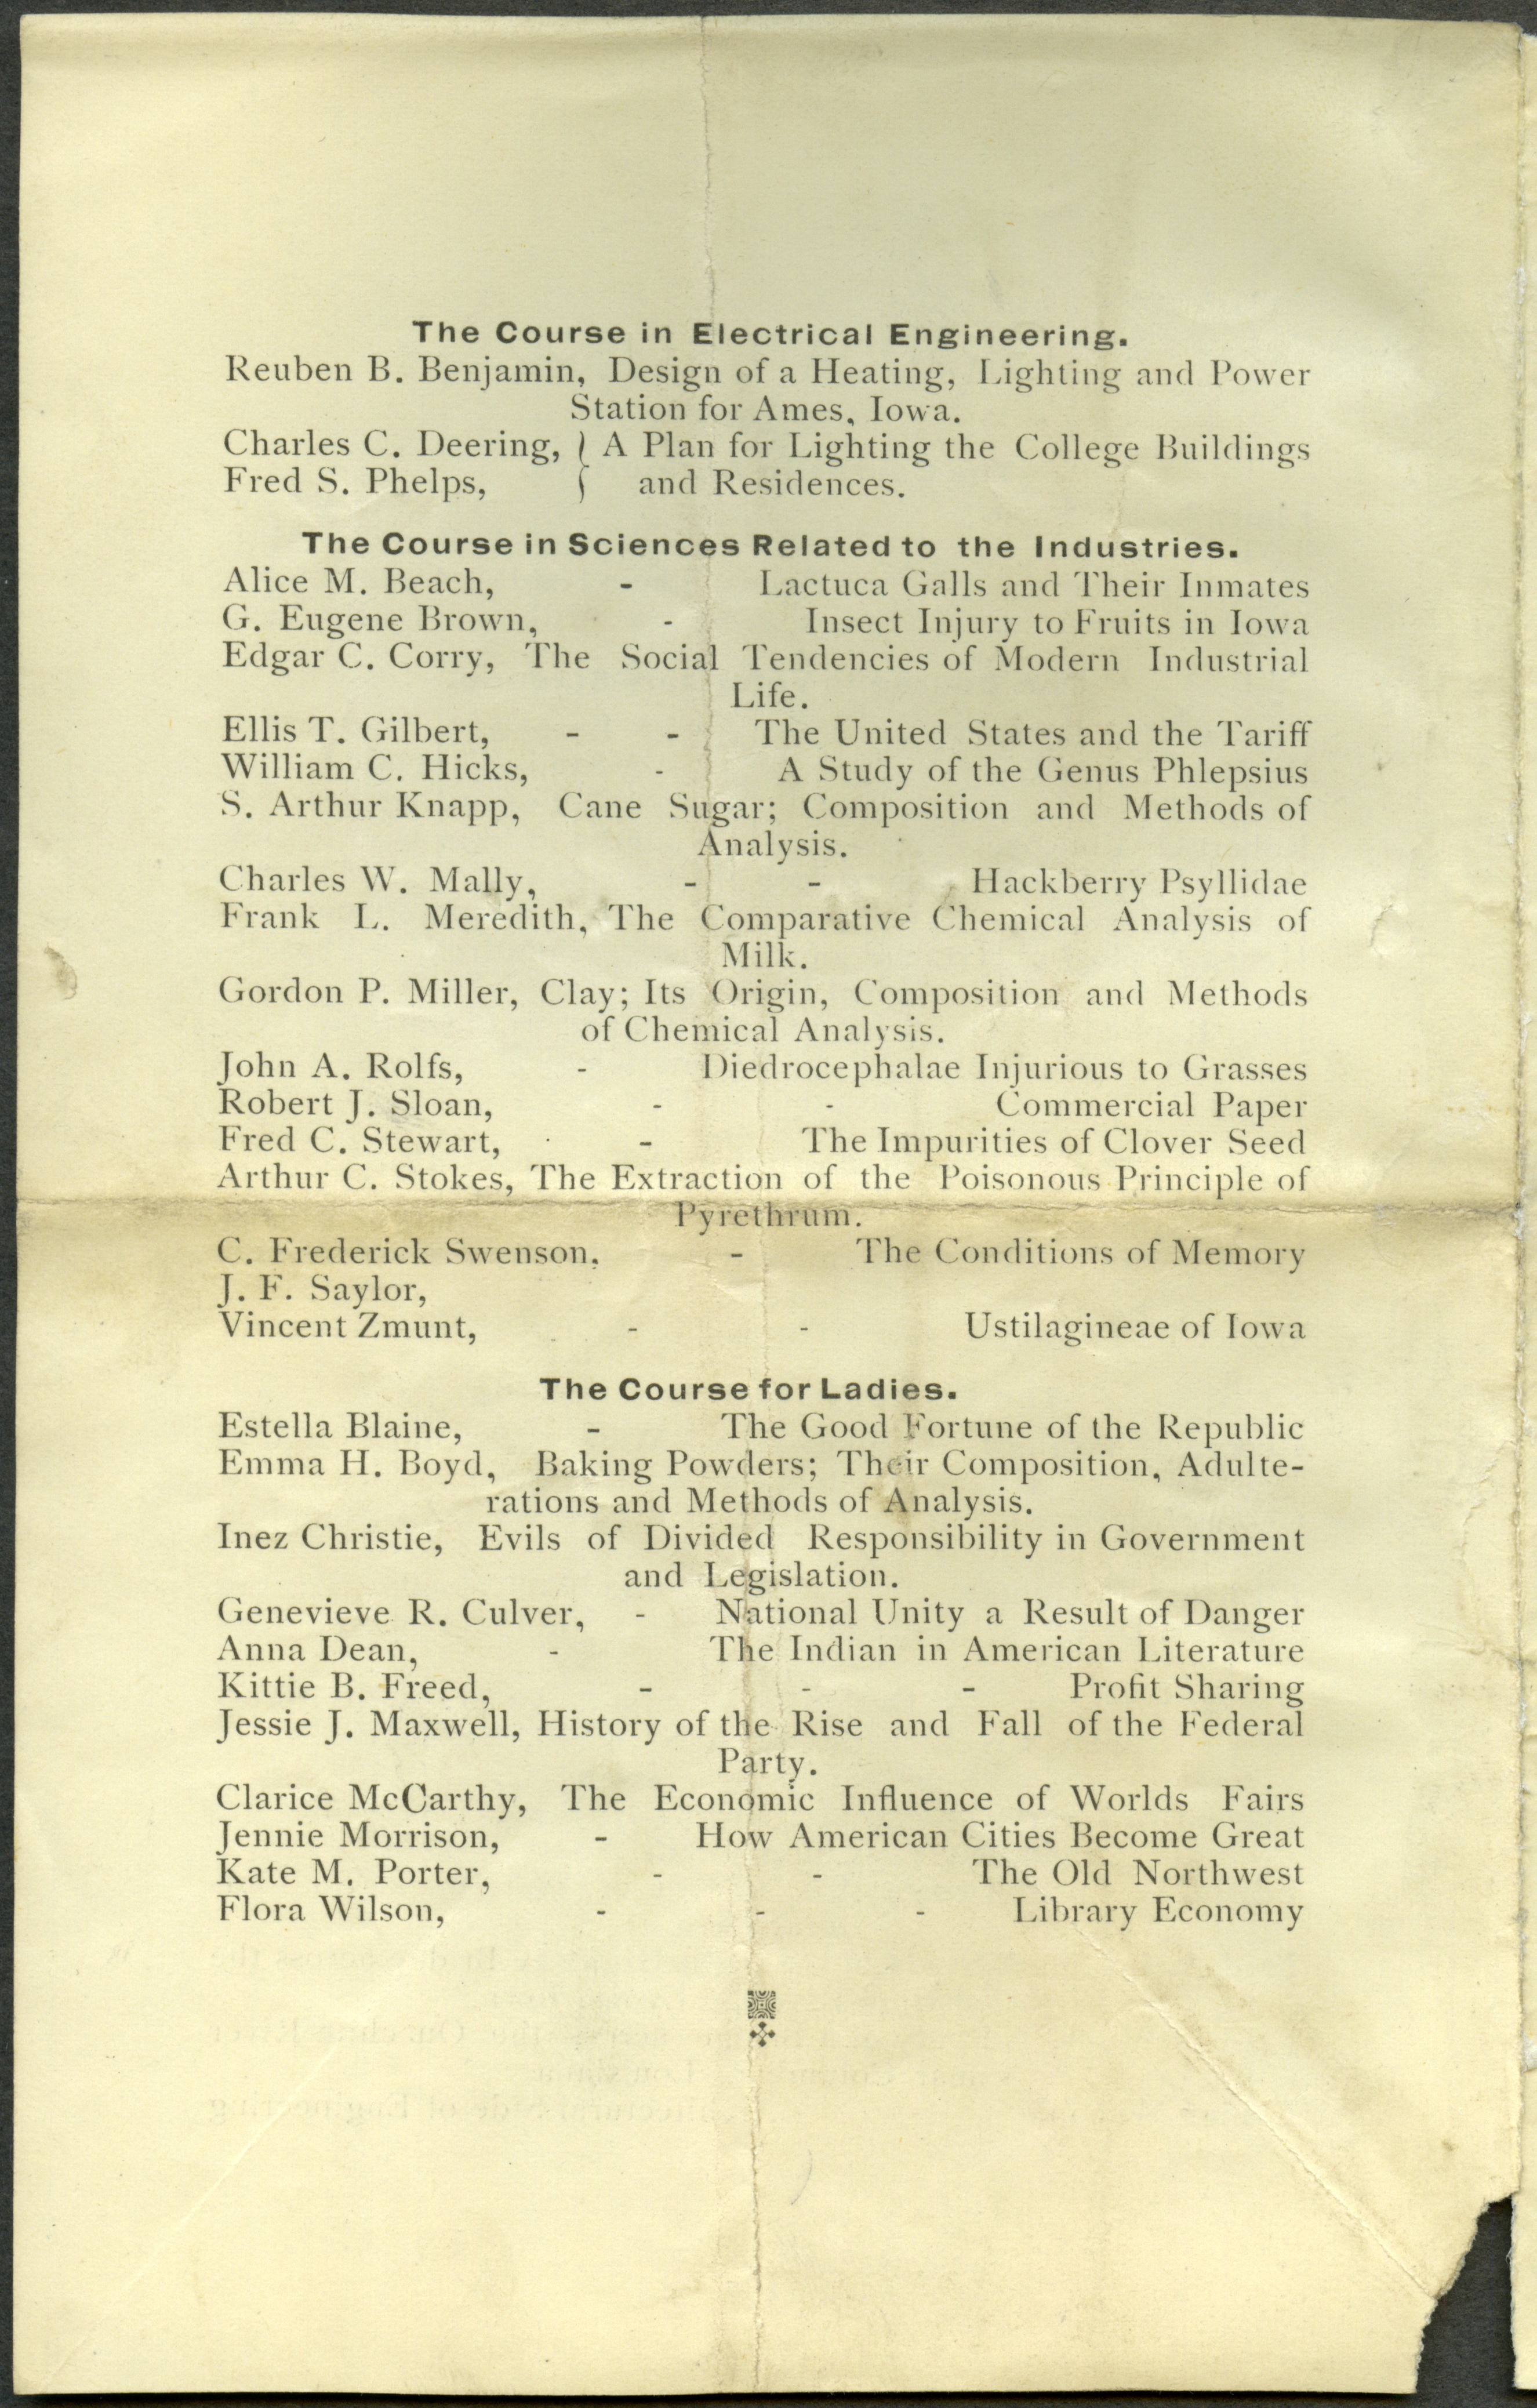 The Course in Electrical Engineering.
Reuben B. Benjamin, Design of a Heating, Lighting and Power
Station for Ames, Iowa.
Charles C. Deering, } A Plan for Lighting the College Buildings
Fred S. Phelps, } and Residences.
The Course in Sciences Related to the Industries.
Alice M. Beach, - Lactuca Galls and Their Inmates
G. Eugene Brown, - Insect Injury to Fruits in Iowa
Edgar C. Corry, The Social Tendencies of Modern Industrial
Life.
Ellis T. Gilbert, - - The United States and the Tariff
William C. Hicks, - A Study of the Genus Phlepsius
S. Arthur Knapp, Cane Sugar; Composition and Methods of
Analysis.
Charles W. Mally, - - Hackberry Psyllidae
Frank L. Meredith, The Comparative Chemical Analysis of
Milk.
Gordon P. Miller, Clay; Its Origin, Composition and Methods
of Chemical Analysis.
John A. Rolfs, - Diedrocephalae Injurious to Grasses
Robert J. Sloan, - - Commercial Paper
Fred C. Stewart, - The Impurities of Clover Seed
Arthur C. Stokes, The Extraction of the Poisonous Principle of
Pyrethrum.
C. Frederick Swenson, - The Conditions of Memory
J. F. Saylor,
Vincent Zmunt, - - Ustilagineae of Iowa
The Course for Ladies.
Estella Blaine, - The Good Fortune of the Republic
Emma H. Boyd, Baking Powders; Their Composition, Adulte-
rations and Methods of Analysis.
Inez Christie, Evils of Divided Responsibility in Government
and Legislation.
Genevieve R. Culver, - National Unity a Result of Danger
Anna Dean, - The Indian in American Literature
Kittie B. Freed, - - - Profit Sharing
Jessie J. Maxwell, History of the Rise and Fall of the Federal
Party.
Clarice McCarthy, The Economic Influence of Worlds Fairs
Jennie Morrison, - How American Cities Become Great
Kate M. Porter, - - The Old Northwest
Flora Wilson, - - - Library Economy